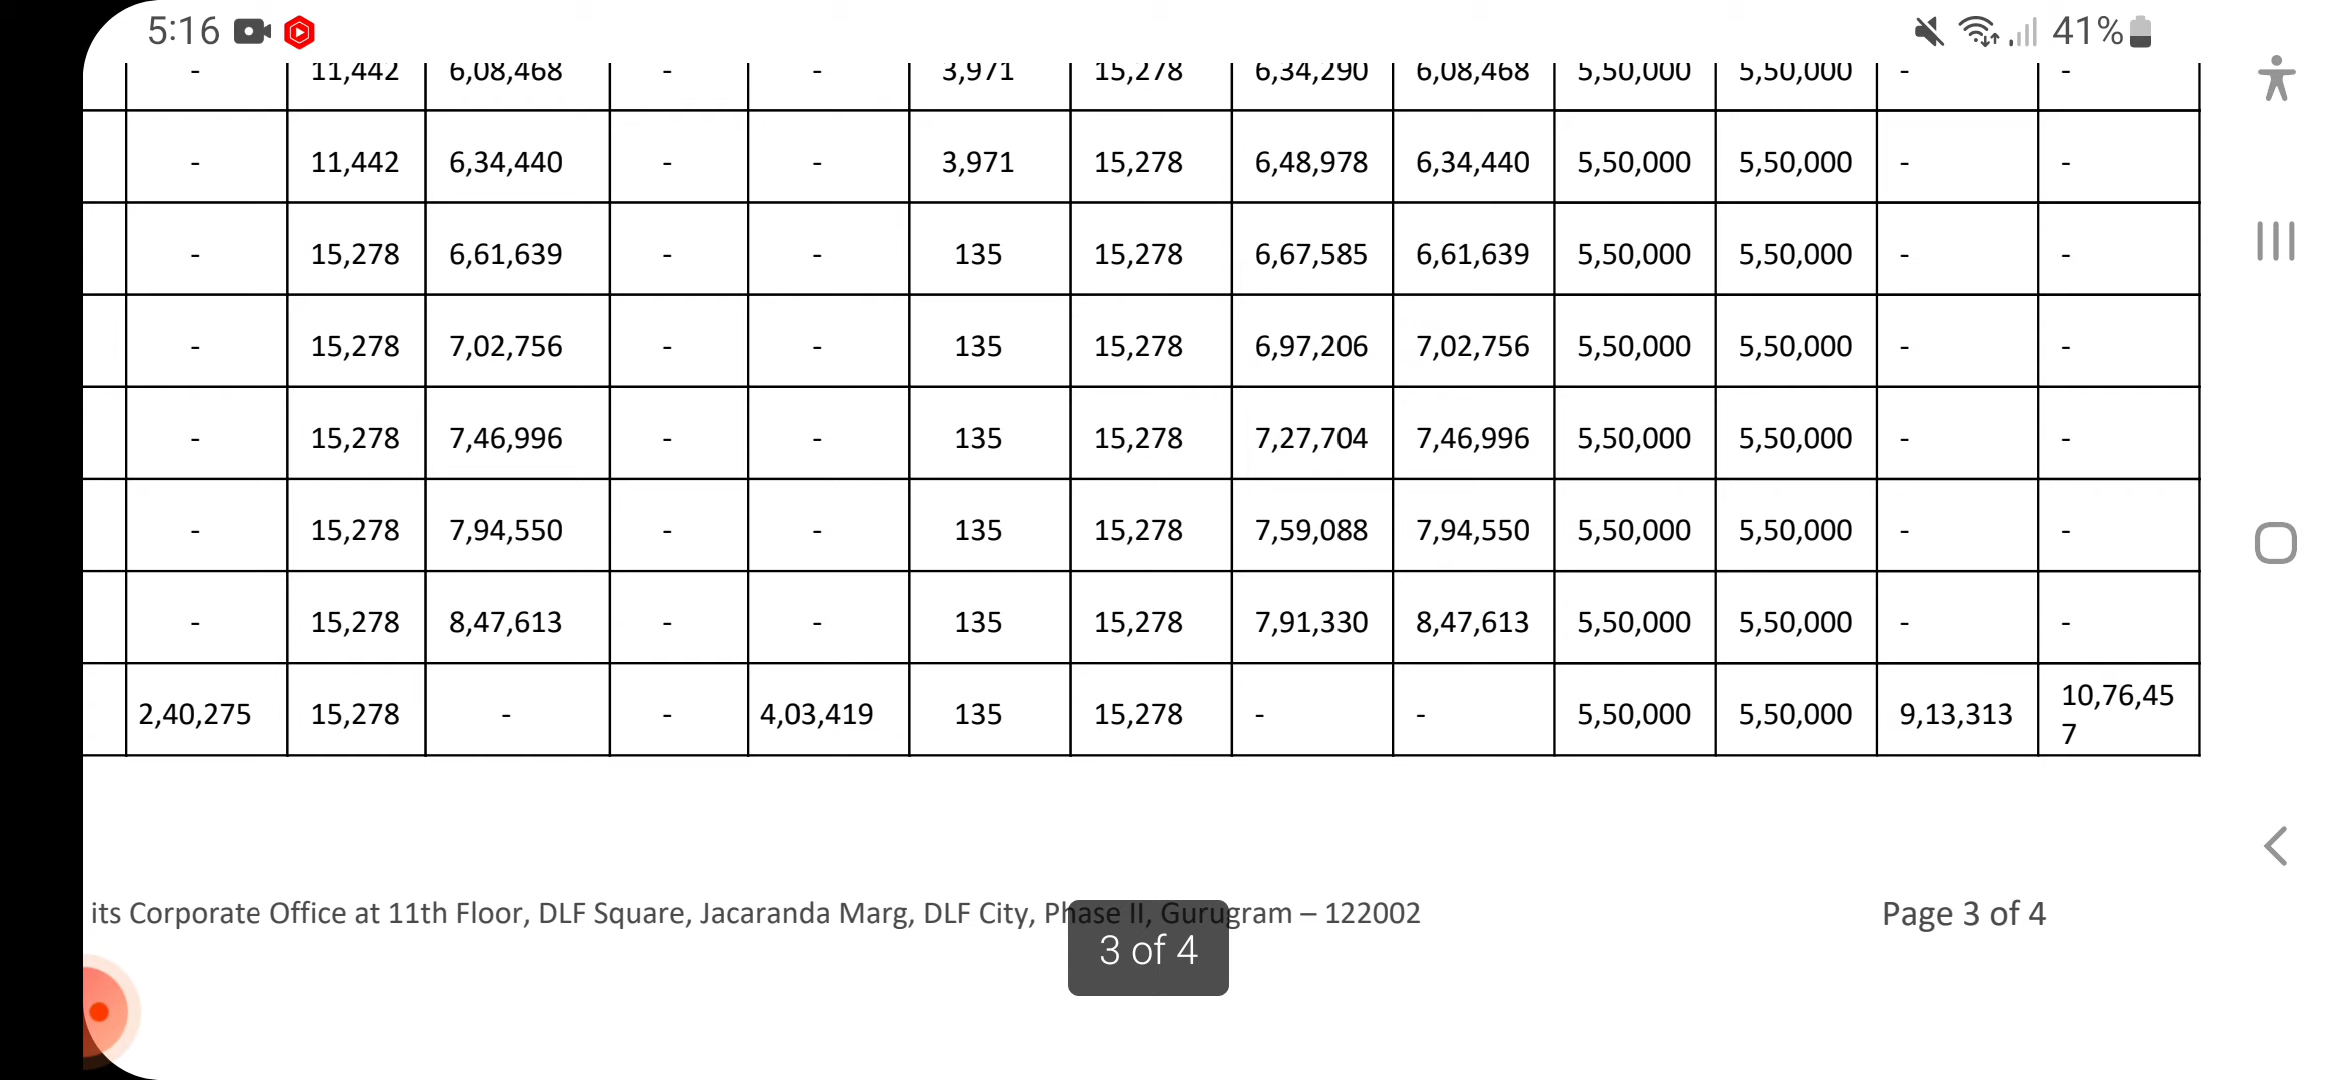 5:16 41%
- 11,442 6,08,468 - - 3,971 15,278 6,34,290 6,08,468 5,50,000 5,50,000 - -
- 11,442 6,34,440 - - 3,971 15,278 6,48,978 6,34,440 5,50,000 5,50,000 - -
- 15,278 6,61,639 - - 135 15,278 6,67,585 6,61,639 5,50,000 5,50,000 - -
- 15,278 7,02,756 - - 135 15,278 6,97,206 7,02,756 5,50,000 5,50,000 - -
- 15,278 7,46,996 - - 135 15,278 7,27,704 7,46,996 5,50,000 5,50,000 - -
- 15,278 7,94,550 - - 135 15,278 7,59,088 7,94,550 5,50,000 5,50,000 - -
- 15,278 8,47,613 - - 135 15,278 7,91,330 8,47,613 5,50,000 5,50,000 - -
2,40,275 15,278 - - 4,03,419 135 15,278 - - 5,50,000 5,50,000 9,13,313 10,76,45
7
its Corporate Office at 11th Floor, DLF Square, Jacaranda Marg, DLF City, Phase II, Gurugram – 122002 Page 3 of 4
3 of 4